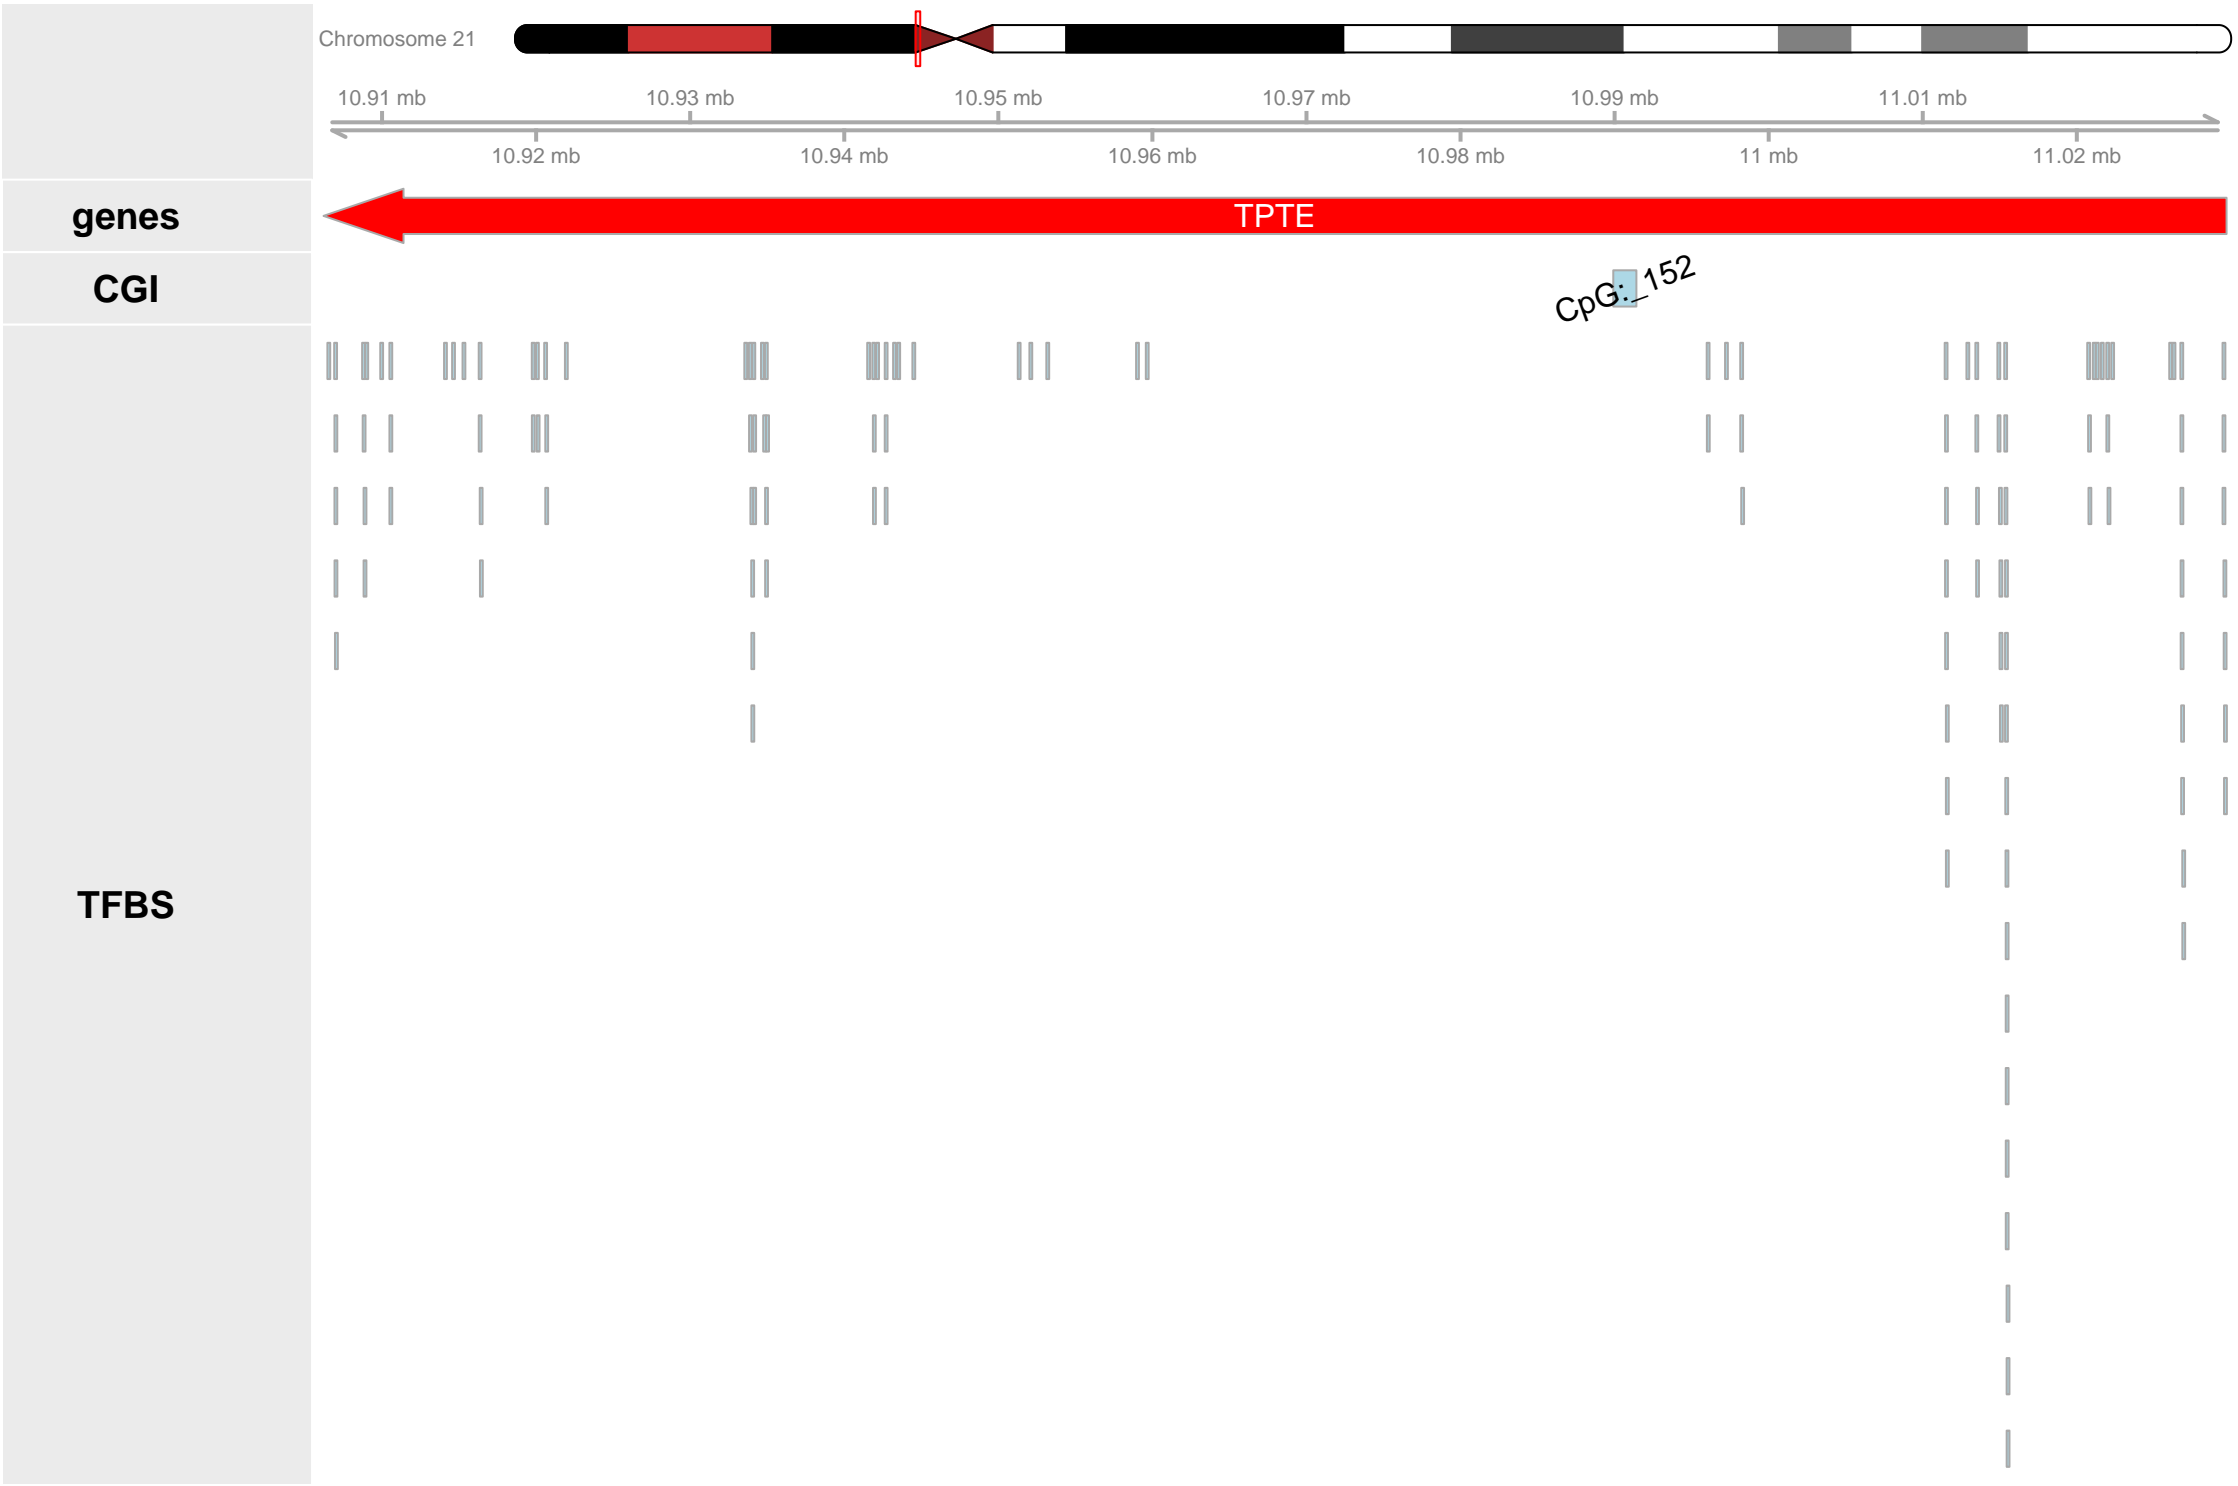 Chromosome 21
10.91 mb 10.93 mb 10.95 mb 10.97 mb 10.99 mb 11.01 mb
10.92 mb 10.94 mb 10.96 mb 10.98 mb 11 mb 11.02 mb
genes TPTE
CGI CpG:_152
TFBS